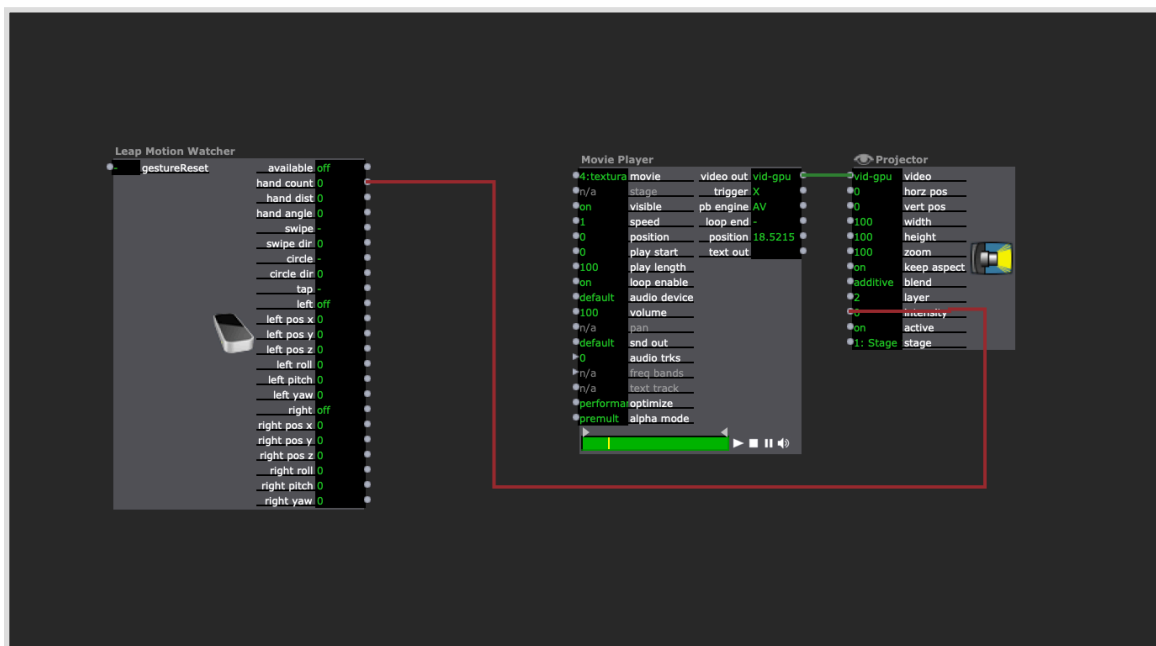 Leap Motion Watcher
- gestureReset
available off
hand count 0
hand dist 0
hand angle 0
swipe -
swipe dir 0
circle -
circle dir 0
tap -
left off
left pos x 0
left pos y 0
left pos z 0
left roll 0
left pitch 0
left yaw 0
right off
right pos x 0
right pos y 0
right pos z 0
right roll 0
right pitch 0
right yaw 0
Movie Player
4:textura movie video out vid-gpu
n/a stage trigger X
on visible pb engine AV
1 speed loop end -
0 position position 18.5215
0 play start text out
100 play length
on loop enable
default audio device
100 volume
n/a pan
default snd out
0 audio trks
n/a freq bands
n/a text track
performan optimize
premult alpha mode
Projector
vid-gpu video
0 horz pos
0 vert pos
100 width
100 height
100 zoom
on keep aspect
additive blend
2 layer
0 intensity
on active
1: Stage stage